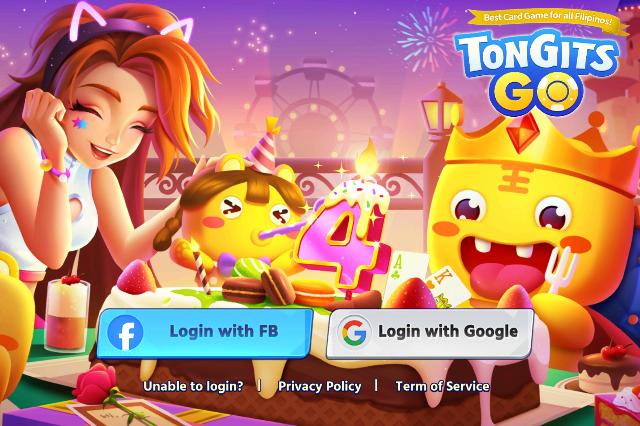 Best Card Game for all Filipinos!
TONGITS
GO
4
A
K
Login with FB
Login with Google
Unable to login? | Privacy Policy | Term of Service